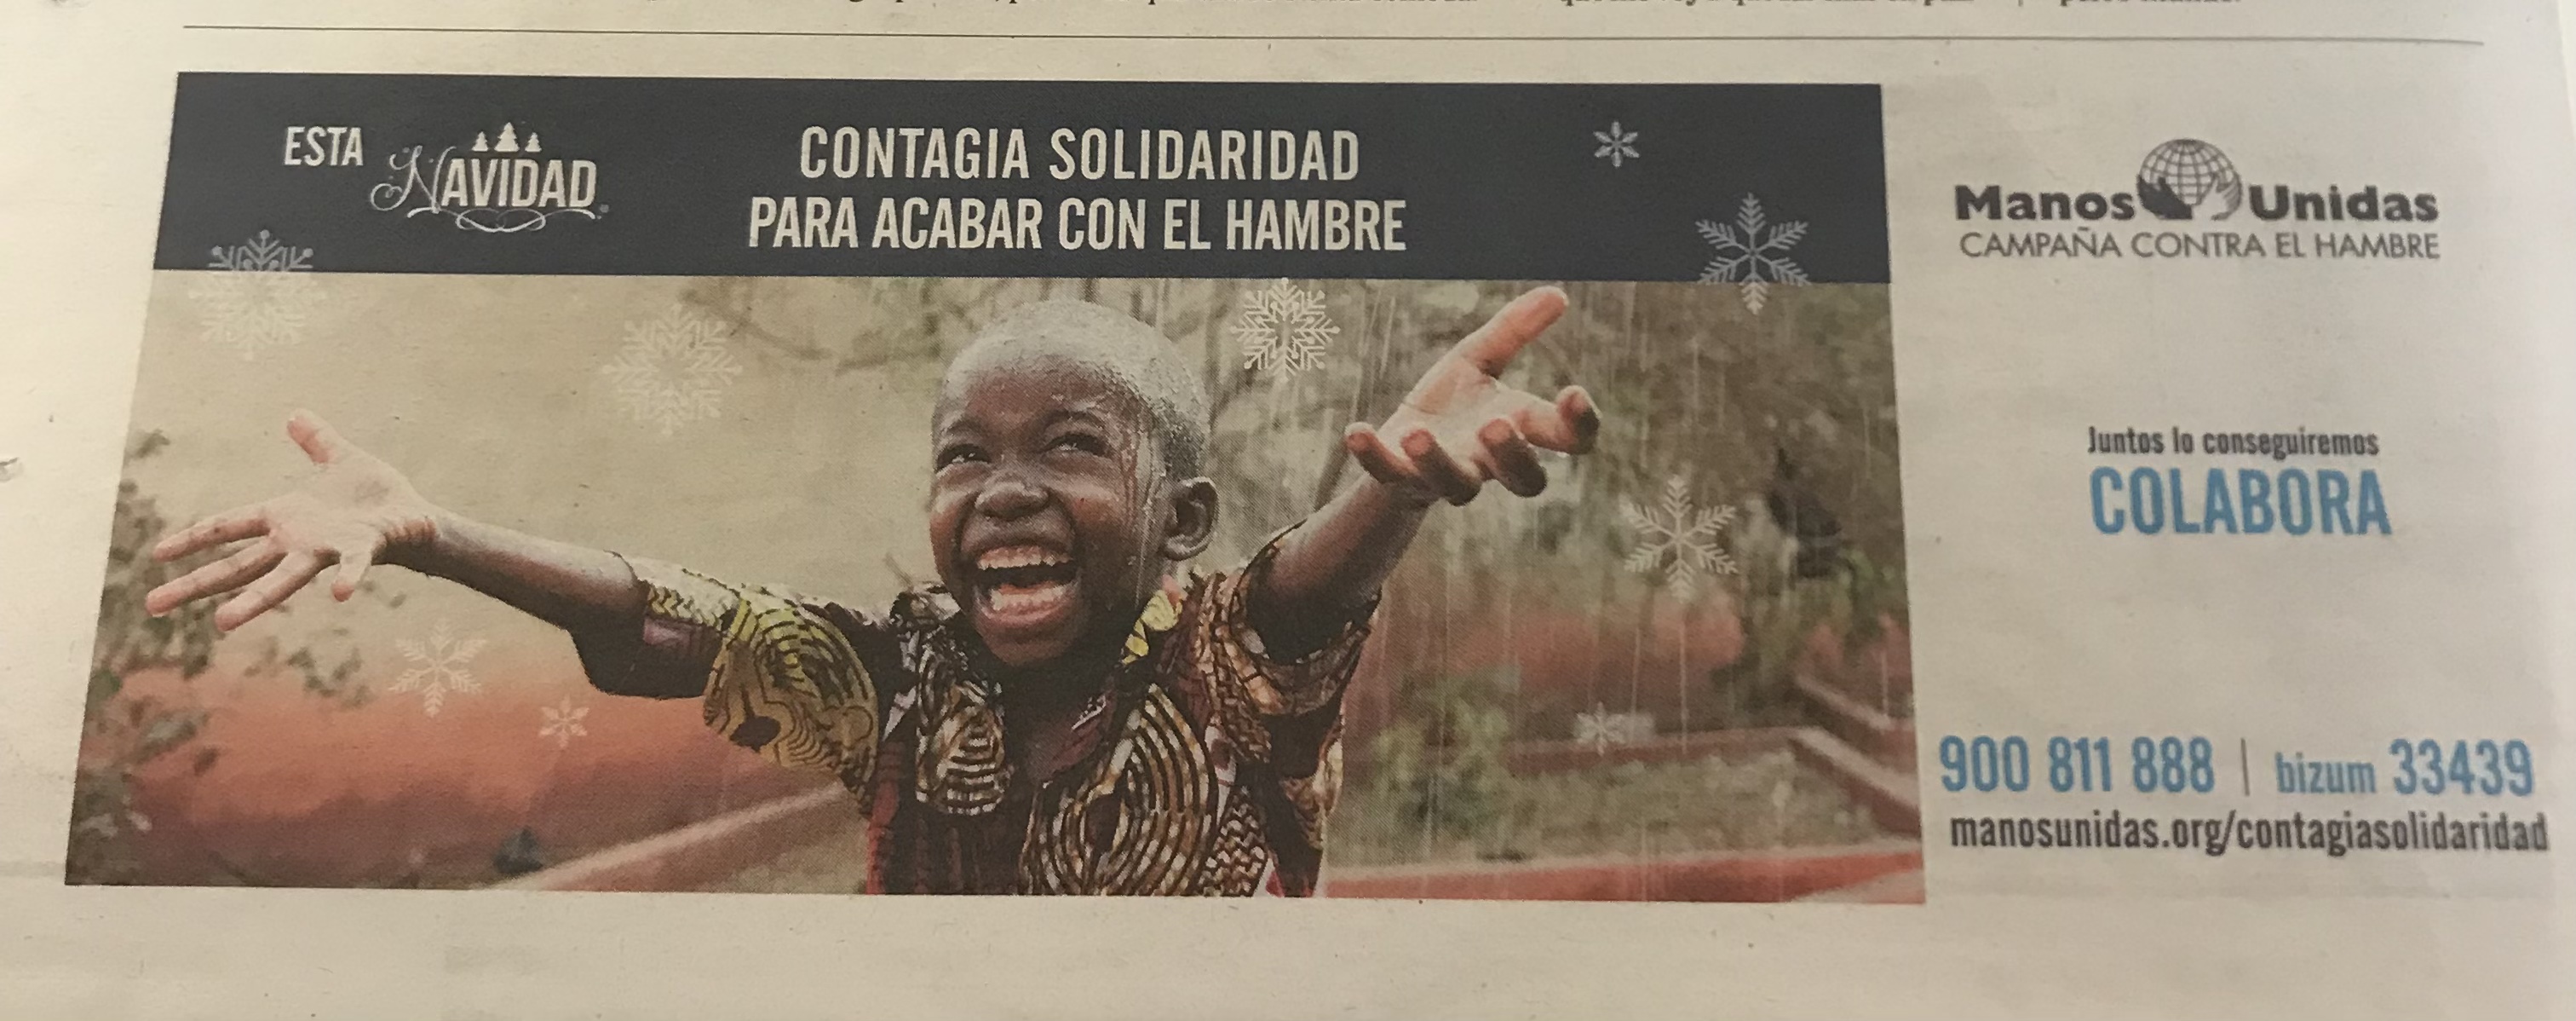 ESTA NAVIDAD
CONTAGIA SOLIDARIDAD
PARA ACABAR CON EL HAMBRE
Manos Unidas
CAMPAÑA CONTRA EL HAMBRE
Juntos lo conseguiremos
COLABORA
900 811 888 | bizum 33439
manosunidas.org/contagiasolidaridad